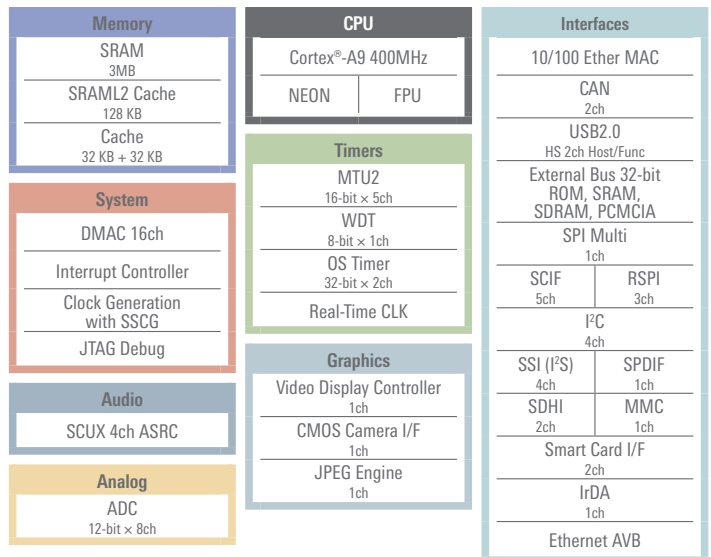 Memory
SRAM
3MB
SRAML2 Cache
128 KB
Cache
32 KB + 32 KB
System
DMAC 16ch
Interrupt Controller
Clock Generation
with SSCG
JTAG Debug
Audio
SCUX 4ch ASRC
Analog
ADC
12-bit × 8ch
CPU
Cortex®-A9 400MHz
NEON FPU
Timers
MTU2
16-bit × 5ch
WDT
8-bit × 1ch
OS Timer
32-bit × 2ch
Real-Time CLK
Graphics
Video Display Controller
1ch
CMOS Camera I/F
1ch
JPEG Engine
1ch
Interfaces
10/100 Ether MAC
CAN
2ch
USB2.0
HS 2ch Host/Func
External Bus 32-bit
ROM, SRAM,
SDRAM, PCMCIA
SPI Multi
1ch
SCIF RSPI
5ch 3ch
I²C
4ch
SSI (I²S) SPDIF
4ch 1ch
SDHI MMC
2ch 1ch
Smart Card I/F
2ch
IrDA
1ch
Ethernet AVB